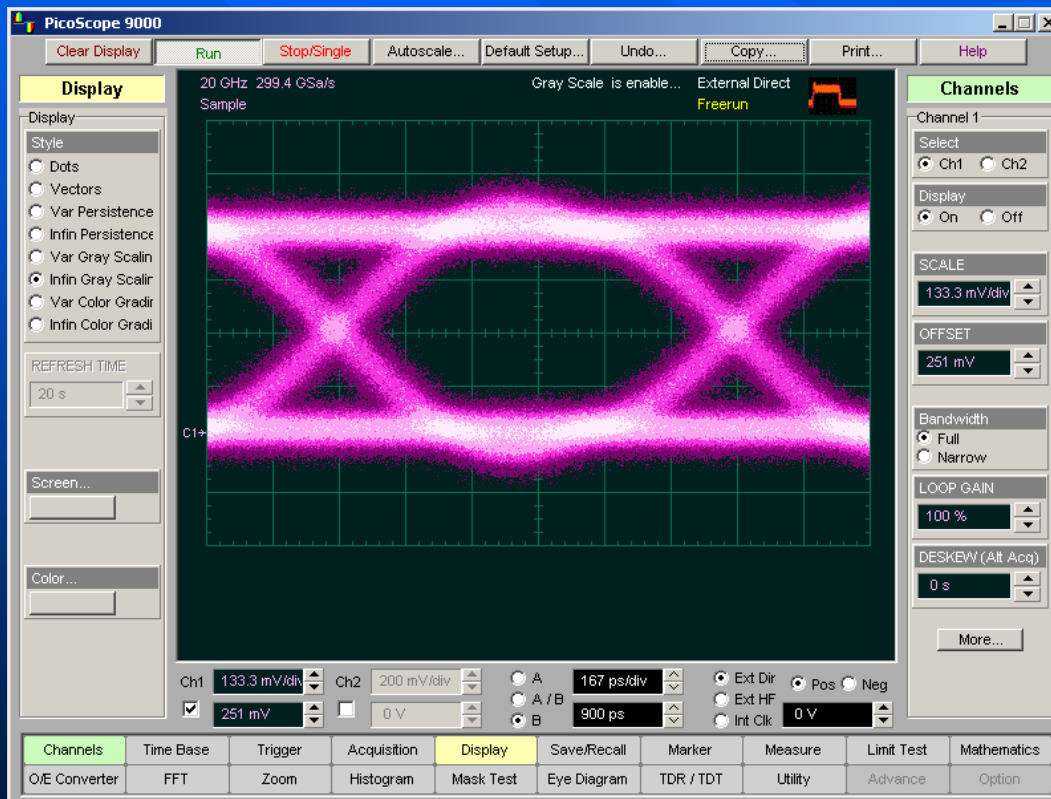 PicoScope 9000
Clear Display Run Stop/Single Autoscale... Default Setup... Undo... Copy... Print... Help
Display
Display
Style
Dots
Vectors
Var Persistence
Infin Persistence
Var Gray Scalin
Infin Gray Scalin
Var Color Gradin
Infin Color Gradi
REFRESH TIME
20 s
Screen...
Color...
20 GHz 299.4 GSa/s Gray Scale is enable... External Direct
Sample Freerun
C1
Channels
Channel 1
Select
Ch1 Ch2
Display
On Off
SCALE
133.3 mV/div
OFFSET
251 mV
Bandwidth
Full
Narrow
LOOP GAIN
100 %
DESKEW (Alt Acq)
0 s
More...
Ch1 133.3 mV/div Ch2 200 mV/div A 167 ps/div Ext Dir Pos Neg
A / B Ext HF
251 mV 0 V B 900 ps Int Clk 0 V
Channels Time Base Trigger Acquisition Display Save/Recall Marker Measure Limit Test Mathematics
O/E Converter FFT Zoom Histogram Mask Test Eye Diagram TDR / TDT Utility Advance Option